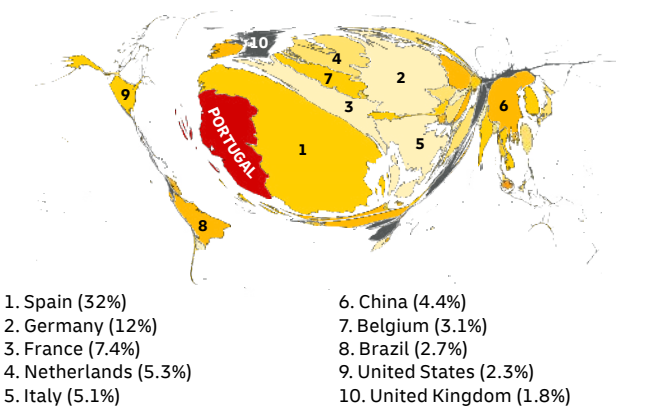 10
4
2
7
9
3
6
PORTUGAL
1
5
8
1. Spain (32%)
2. Germany (12%)
3. France (7.4%)
4. Netherlands (5.3%)
5. Italy (5.1%)
6. China (4.4%)
7. Belgium (3.1%)
8. Brazil (2.7%)
9. United States (2.3%)
10. United Kingdom (1.8%)